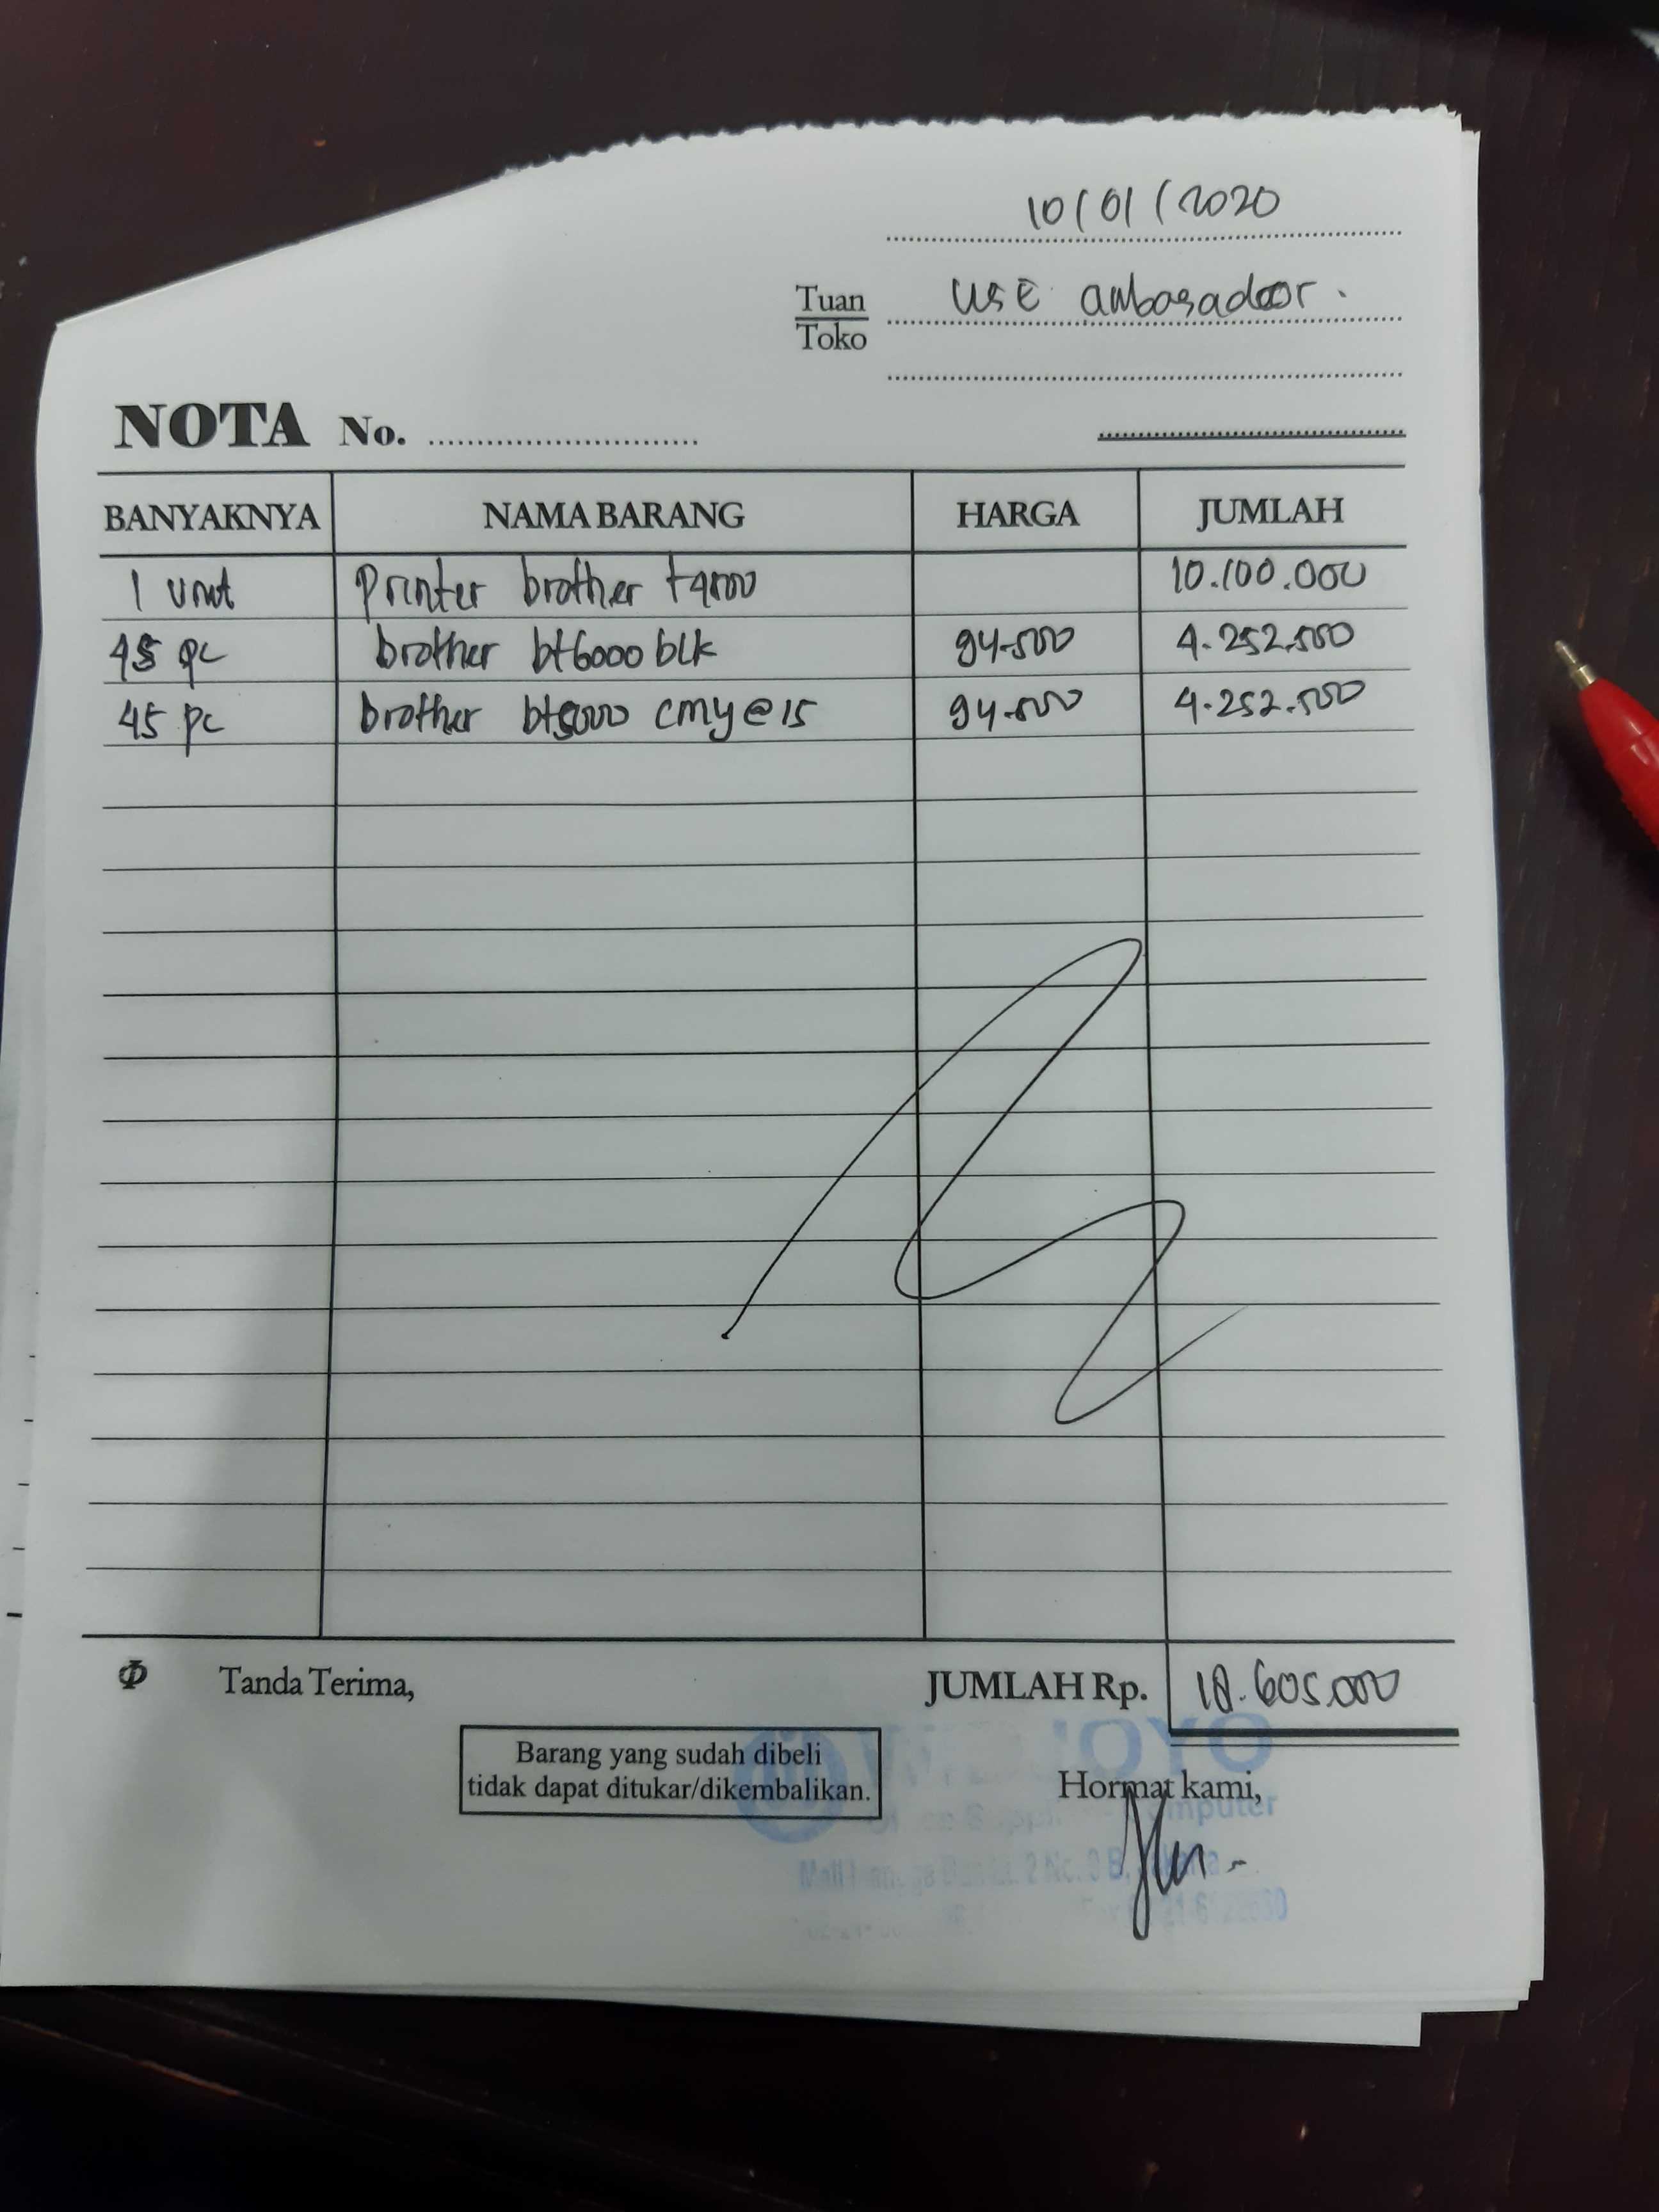 10/01/2020
Tuan
Toko
USE ambasador.
NOTA No.
BANYAKNYA NAMA BARANG HARGA JUMLAH
1 unit Printer brother t4500 10.100.000
45 pc brother bt6000 blk 94.500 4.252.500
45 pc brother bt5000 cmy@15 94.500 4.252.500
Tanda Terima, JUMLAH Rp. 18.605.000
Barang yang sudah dibeli
tidak dapat ditukar/dikembalikan.
Hormat kami,